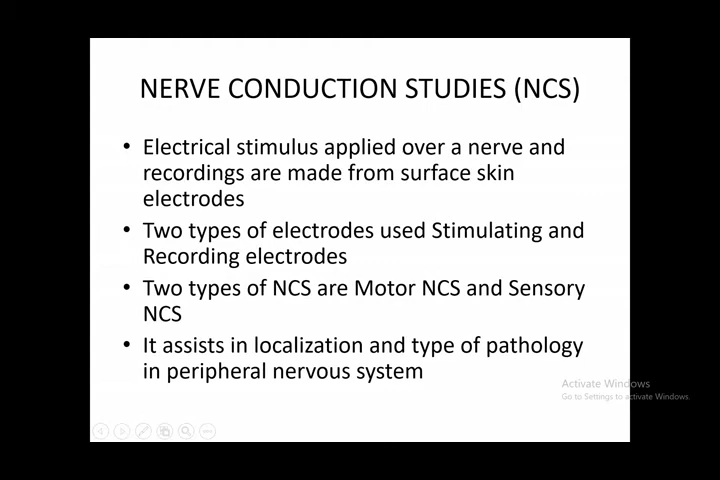 NERVE CONDUCTION STUDIES (NCS)
• Electrical stimulus applied over a nerve and
recordings are made from surface skin
electrodes
• Two types of electrodes used Stimulating and
Recording electrodes
• Two types of NCS are Motor NCS and Sensory
NCS
• It assists in localization and type of pathology
in peripheral nervous system
Activate Windows
Go to Settings to activate Windows.